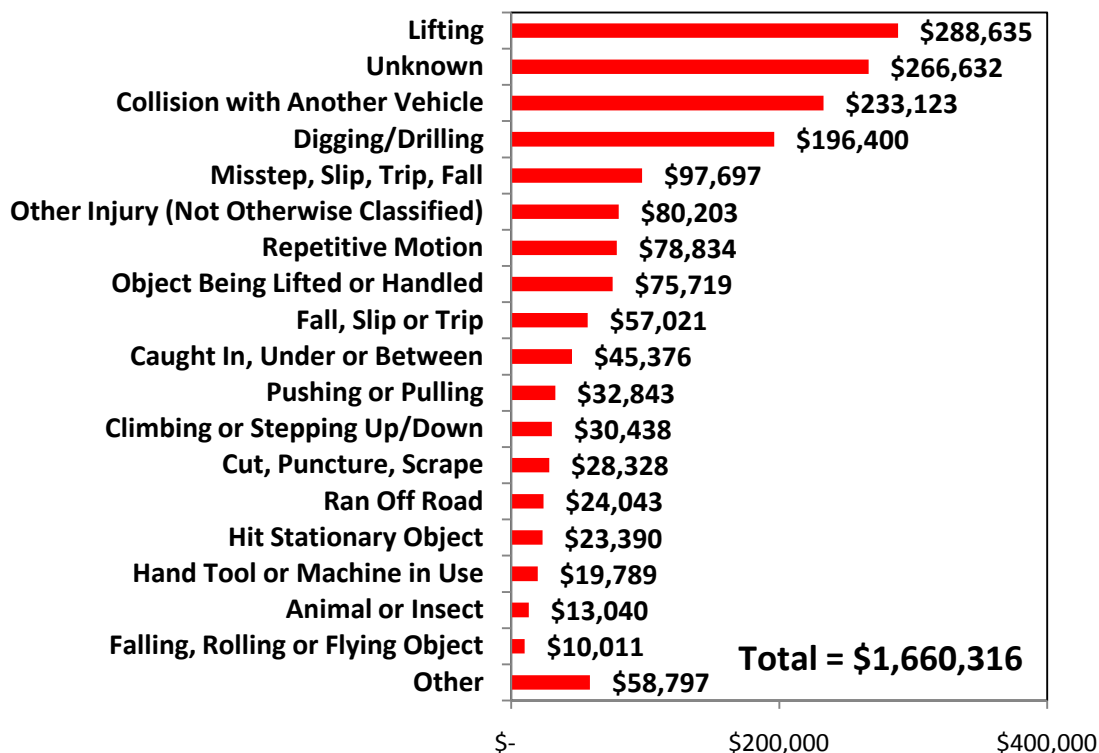 Lifting $288,635
Unknown $266,632
Collision with Another Vehicle $233,123
Digging/Drilling $196,400
Misstep, Slip, Trip, Fall $97,697
Other Injury (Not Otherwise Classified) $80,203
Repetitive Motion $78,834
Object Being Lifted or Handled $75,719
Fall, Slip or Trip $57,021
Caught In, Under or Between $45,376
Pushing or Pulling $32,843
Climbing or Stepping Up/Down $30,438
Cut, Puncture, Scrape $28,328
Ran Off Road $24,043
Hit Stationary Object $23,390
Hand Tool or Machine in Use $19,789
Animal or Insect $13,040
Falling, Rolling or Flying Object $10,011
Total = $1,660,316
Other $58,797
$- $200,000 $400,000